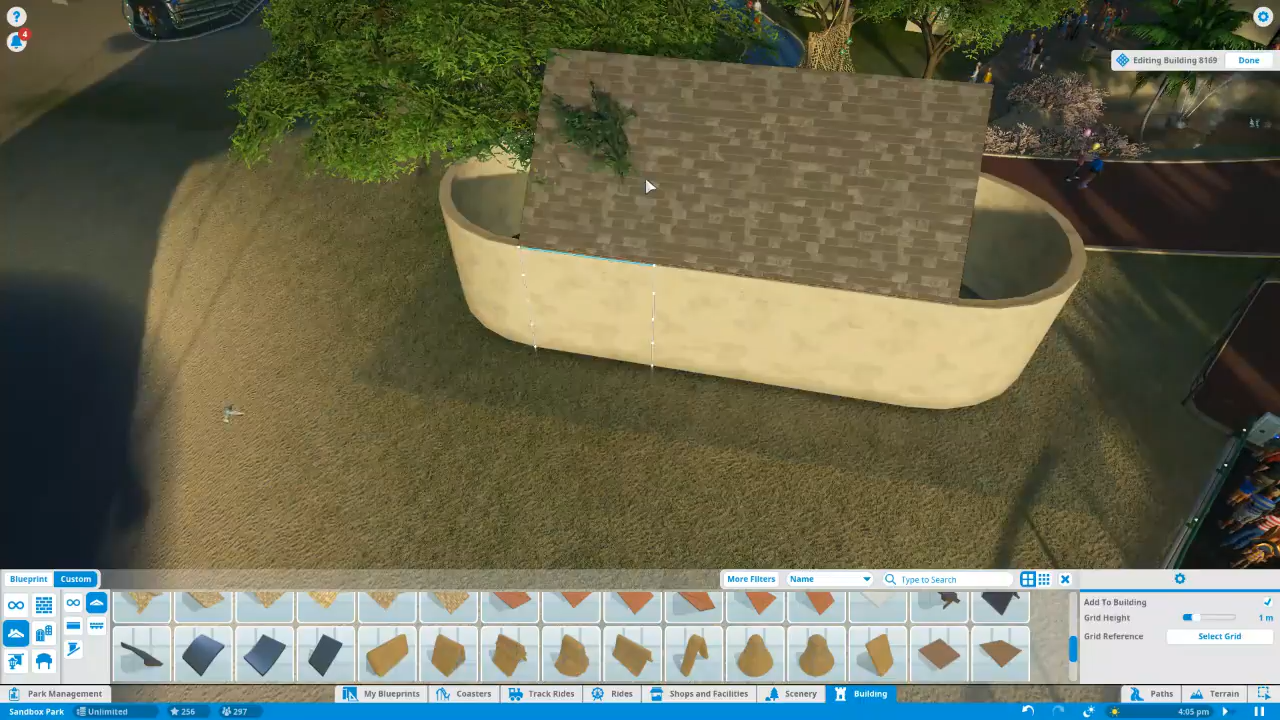 ?
4
Editing Building 8169 Done
Blueprint Custom
More Filters Name Type to Search
Add To Building
Grid Height 1 m
Grid Reference Select Grid
Park Management My Blueprints Coasters Track Rides Rides Shops and Facilities Scenery Building Paths Terrain
Sandbox Park Unlimited 256 297 4:05 pm